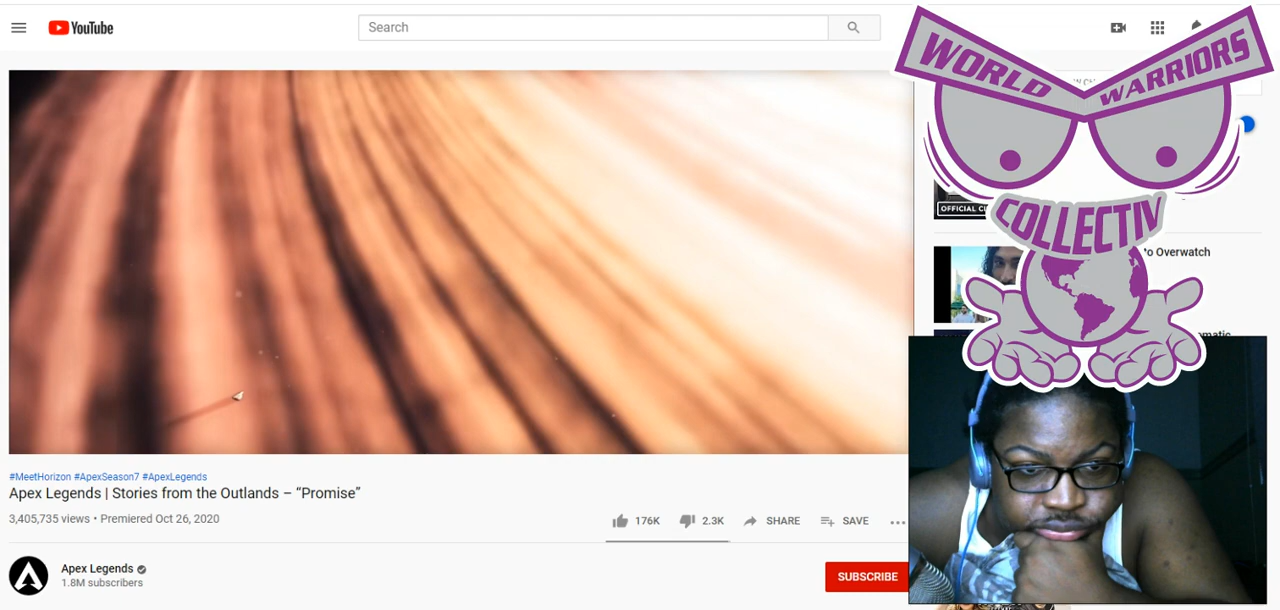 YouTube
Search
WORLD WARRIORS
COLLECTIV
OFFICIAL
to Overwatch
#MeetHorizon #ApexSeason7 #ApexLegends
Apex Legends | Stories from the Outlands – “Promise”
3,405,735 views • Premiered Oct 26, 2020
176K 2.3K SHARE SAVE
Apex Legends
1.8M subscribers
SUBSCRIBE